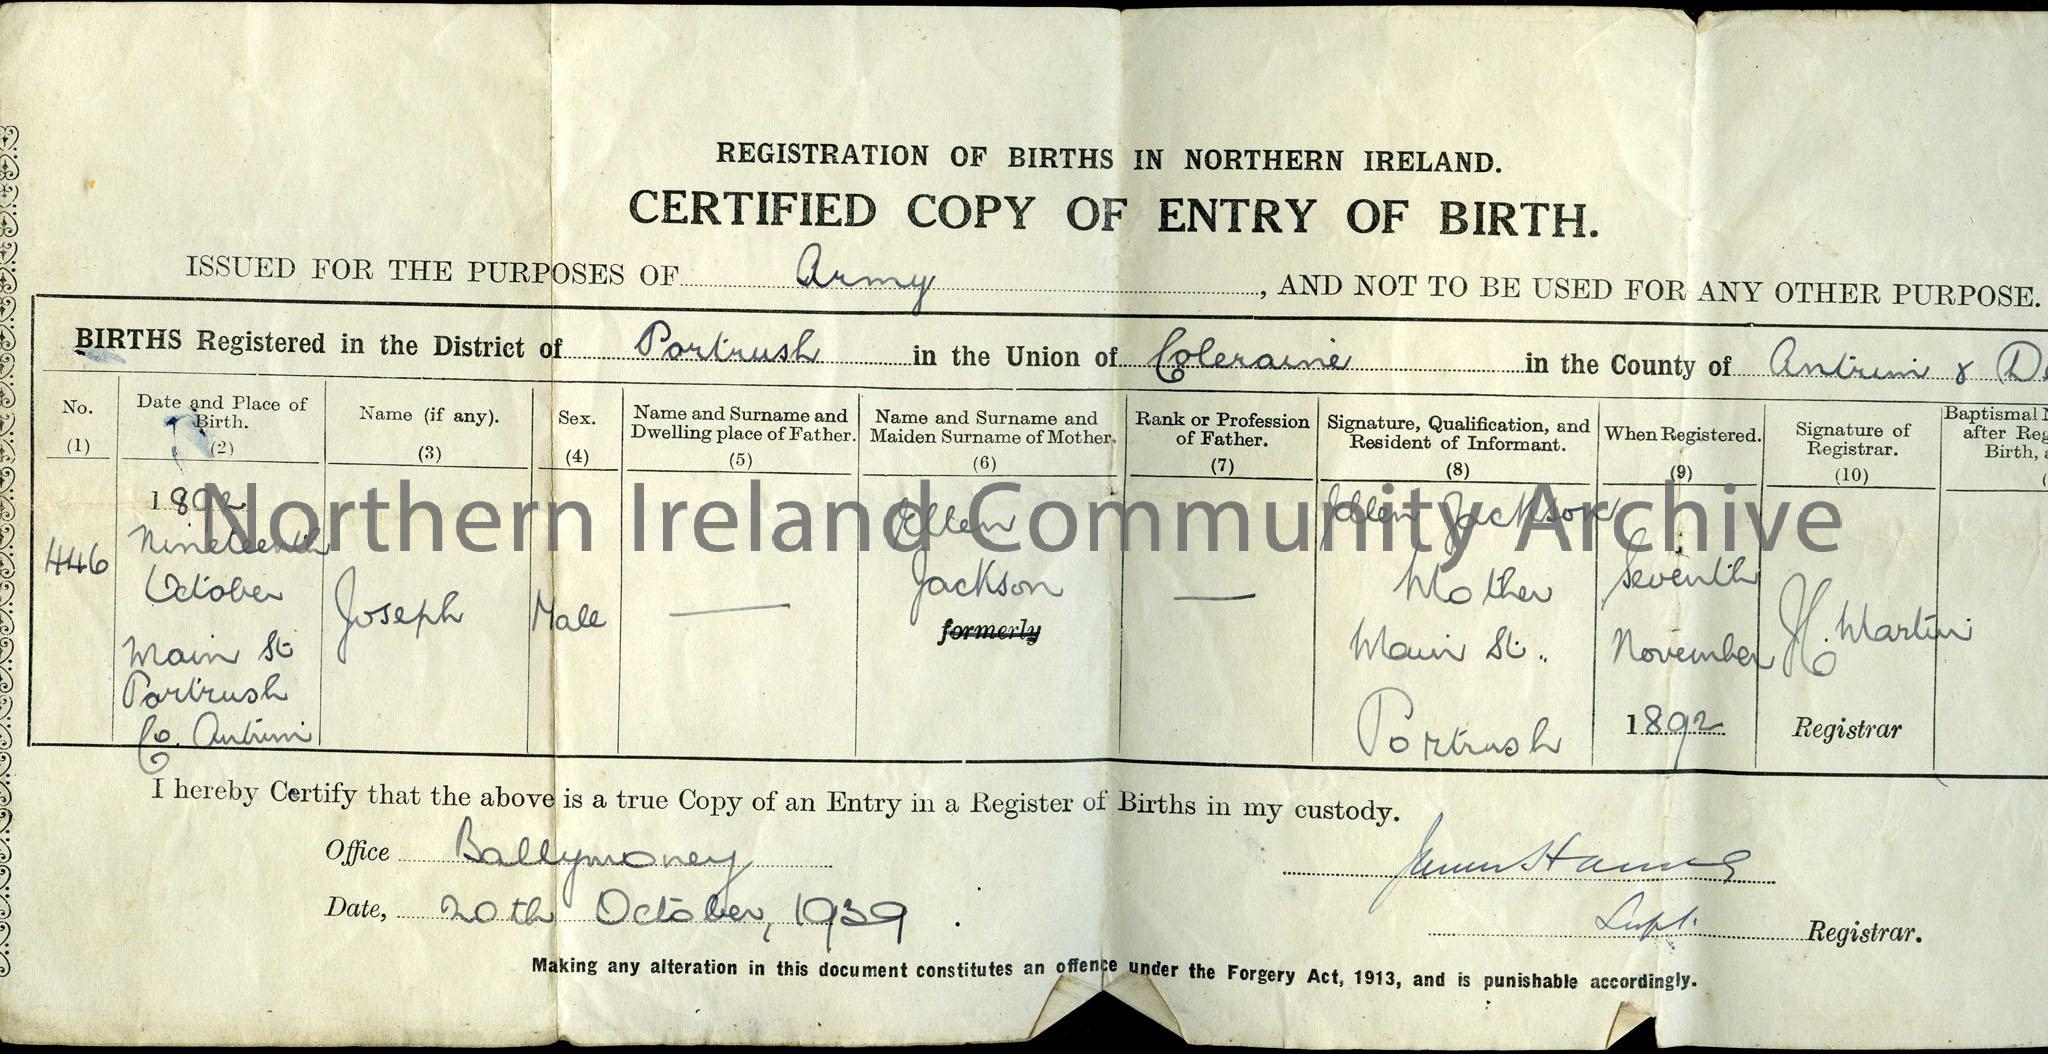 REGISTRATION OF BIRTHS IN NORTHERN IRELAND.
CERTIFIED COPY OF ENTRY OF BIRTH.
ISSUED FOR THE PURPOSES OF Army, AND NOT TO BE USED FOR ANY OTHER PURPOSE.
BIRTHS Registered in the District of Portrush in the Union of Coleraine in the County of Antrim & De
No.
(1)
446
Date and Place of
Birth.
(2)
1892
Nineteenth
October
Main St
Portrush
Co. Antrim
Name (if any).
(3)
Joseph
Sex.
(4)
Male
Name and Surname and
Dwelling place of Father.
(5)
Name and Surname and
Maiden Surname of Mother.
(6)
Ellen
Jackson
formerly
Rank or Profession
of Father.
(7)
Signature, Qualification, and
Resident of Informant.
(8)
Ellen Jackson
Mother
Main St.
Portrush
When Registered.
(9)
Seventh
November
1892
Signature of
Registrar.
(10)
H. Martin
Registrar
Baptismal N
after Reg
Birth, a
(
Northern Ireland Community Archive
I hereby Certify that the above is a true Copy of an Entry in a Register of Births in my custody.
Office Ballymoney
Date, 20th October, 1939.
Supt. Registrar.
Making any alteration in this document constitutes an offence under the Forgery Act, 1913, and is punishable accordingly.